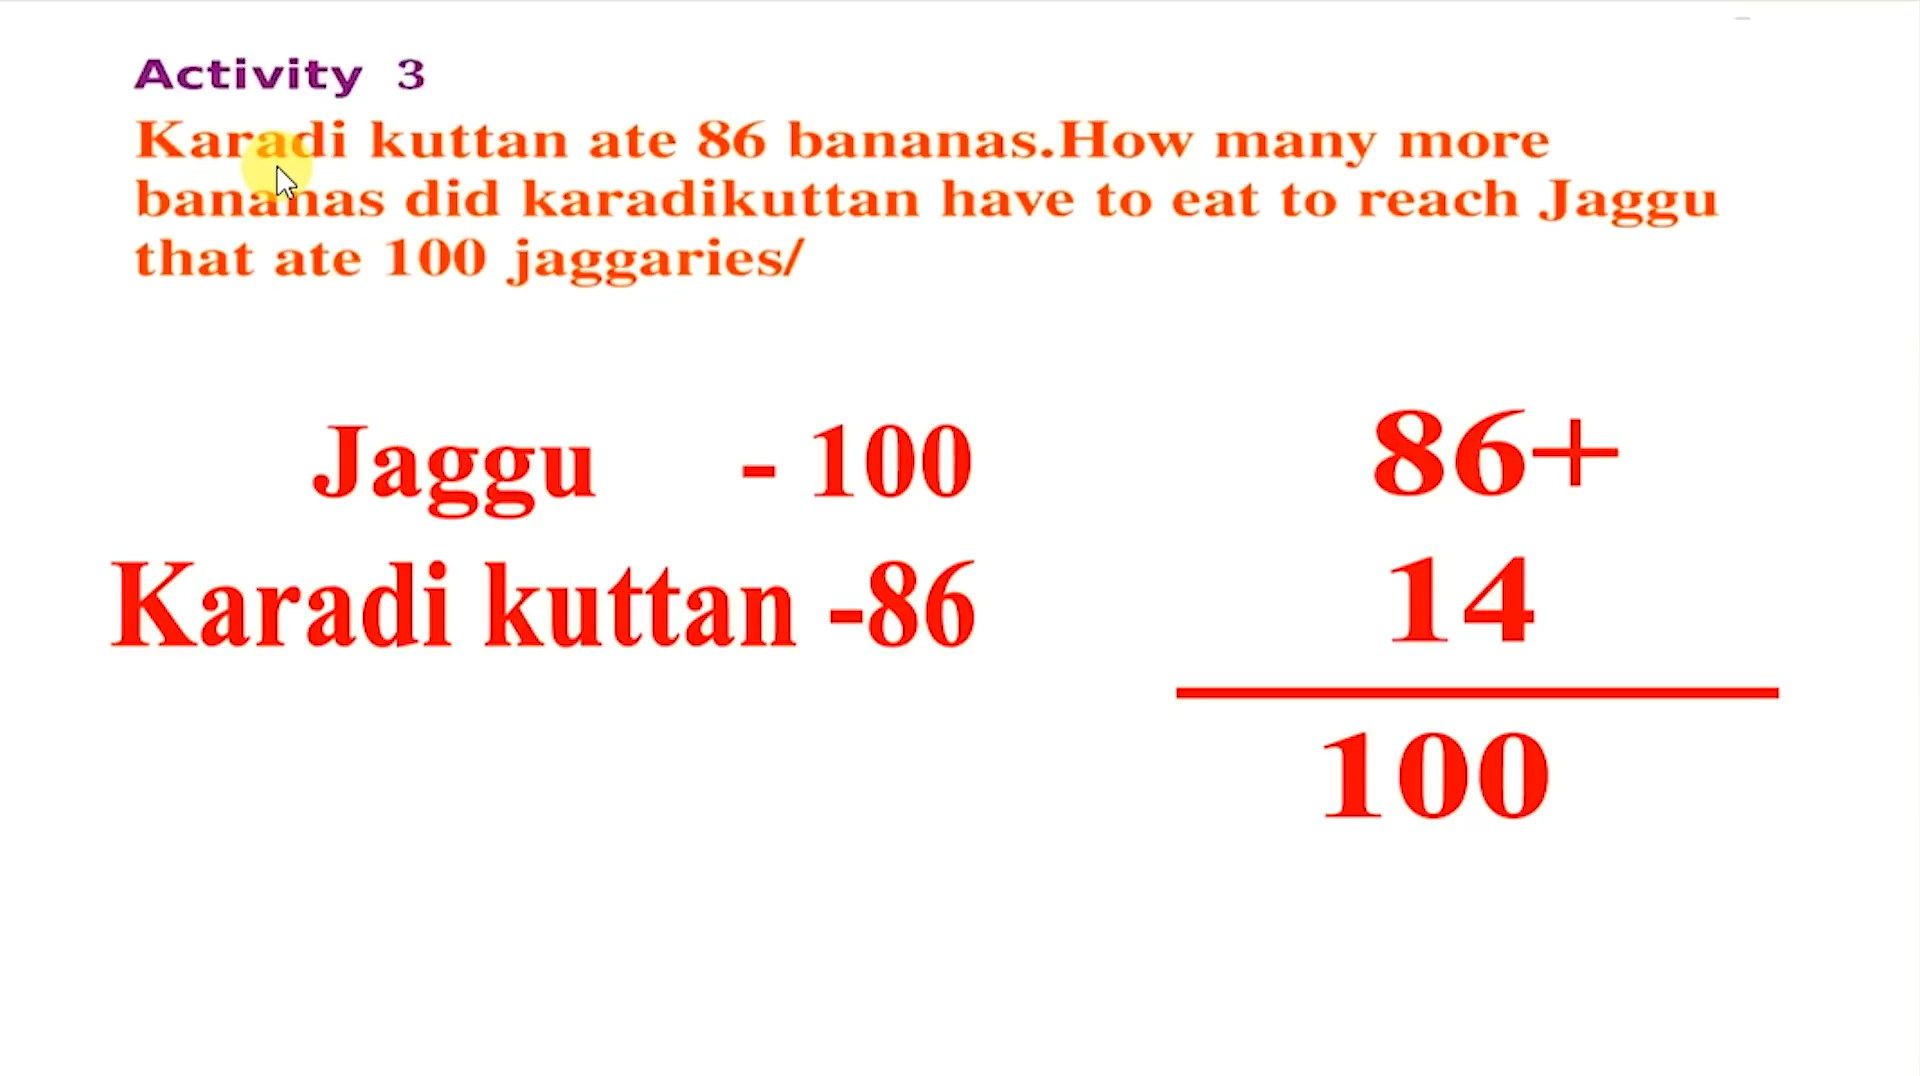 Activity 3
Karadi kuttan ate 86 bananas.How many more
bananas did karadikuttan have to eat to reach Jaggu
that ate 100 jaggaries/
Jaggu - 100
Karadi kuttan -86
86+
14
100